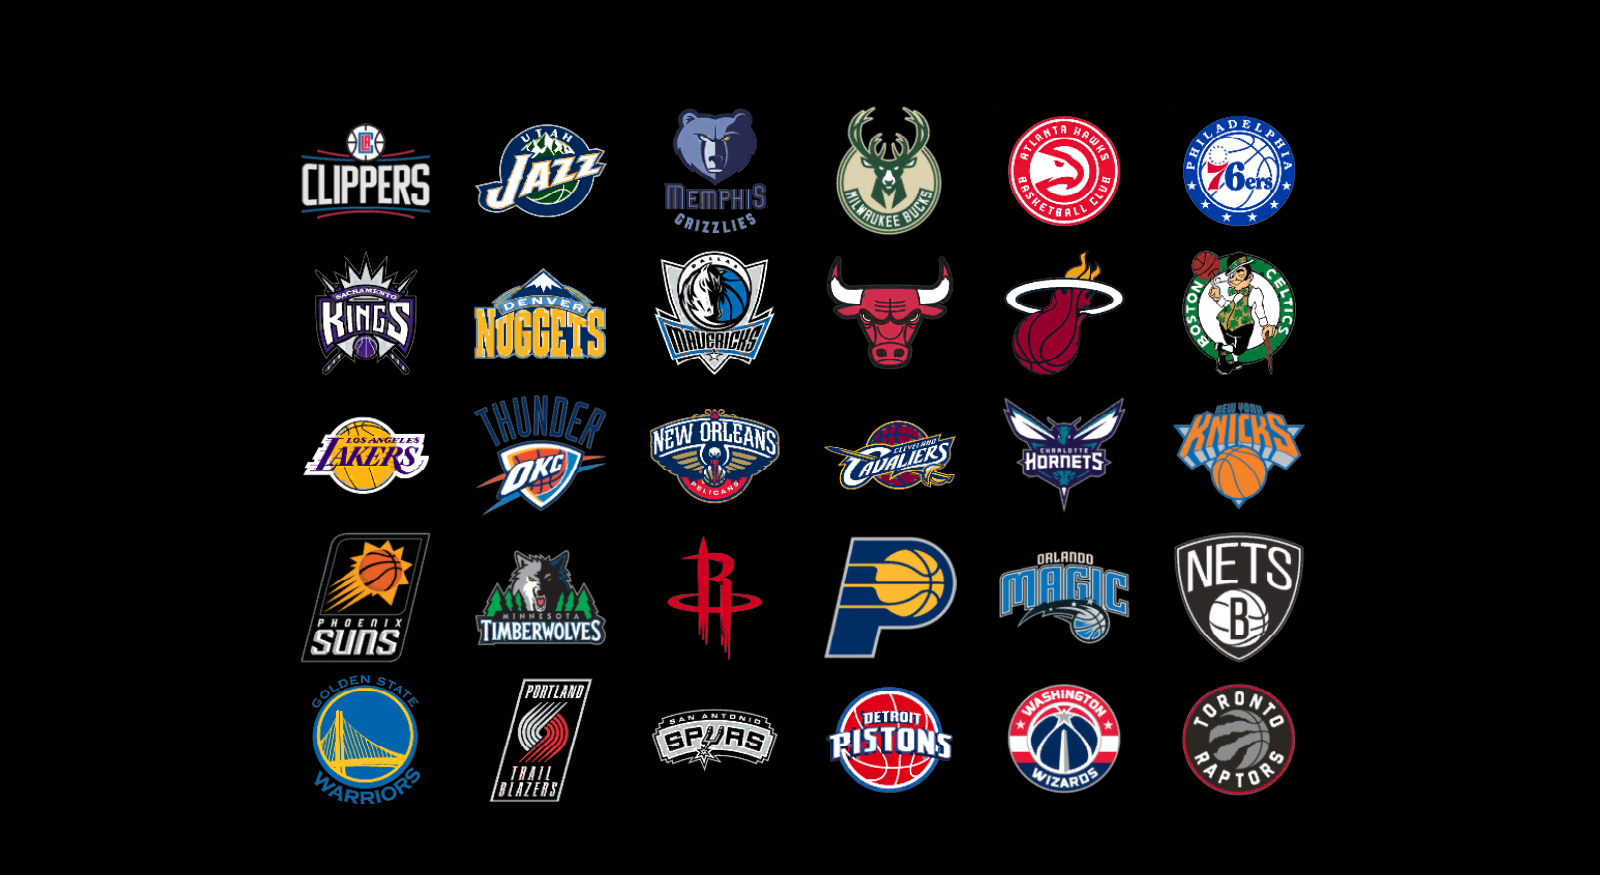 CLIPPERS
UTAH
JAZZ
MEMPHIS
GRIZZLIES
MILWAUKEE BUCKS
ATLANTA HAWKS
BASKETBALL CLUB
PHILADELPHIA
76ers
SACRAMENTO
KINGS
DENVER
NUGGETS
DALLAS
MAVERICKS
BOSTON
CELTICS
LOS ANGELES
LAKERS
THUNDER
OKC
NEW ORLEANS
PELICANS
CLEVELAND
CAVALIERS
CHARLOTTE
HORNETS
NEW YORK
KNICKS
PHOENIX
SUNS
MINNESOTA
TIMBERWOLVES
R
P
ORLANDO
MAGIC
NETS
B
GOLDEN STATE
WARRIORS
PORTLAND
TRAIL
BLAZERS
SAN ANTONIO
SPURS
DETROIT
PISTONS
WASHINGTON
WIZARDS
TORONTO
RAPTORS